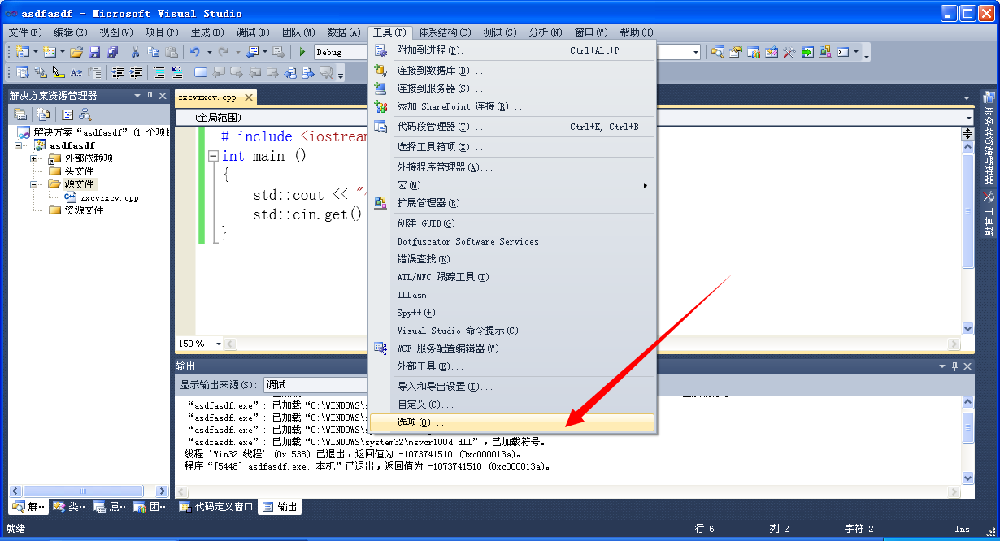 asdfasdf - Microsoft Visual Studio
文件(F) 编辑(E) 视图(V) 项目(P) 生成(B) 调试(D) 团队(M) 数据(A) 工具(T) 体系结构(C) 测试(S) 分析(N) 窗口(W) 帮助(H)
Debug
解决方案资源管理器
解决方案“asdfasdf”(1 个项目
asdfasdf
外部依赖项
头文件
源文件
zxcvzxcv.cpp
资源文件
解·· 类·· 属·· 团··
zxcvzxcv.cpp
(全局范围)
# include <iostream
int main ()
{
std::cout << "
std::cin.get();
}
150 %
附加到进程(P)... Ctrl+Alt+P
连接到数据库(D)...
连接到服务器(S)...
添加 SharePoint 连接(R)...
代码段管理器(T)... Ctrl+K, Ctrl+B
选择工具箱项(X)...
外接程序管理器(A)...
宏(M)
扩展管理器(R)...
创建 GUID(G)
Dotfuscator Software Services
错误查找(K)
ATL/MFC 跟踪工具(T)
ILDasm
Spy++(+)
Visual Studio 命令提示(C)
WCF 服务配置编辑器(W)
外部工具(E)...
导入和导出设置(I)...
自定义(C)...
选项(O)...
服务器资源管理器
工具箱
输出
显示输出来源(S): 调试
“asdfasdf.exe”: 已加载“C:\WINDOWS\s
“asdfasdf.exe”: 已加载“C:\WINDOWS\s
“asdfasdf.exe”: 已加载“C:\WINDOWS\s
“asdfasdf.exe”: 已加载“C:\WINDOWS\system32\msvcr100d.dll”，已加载符号。
线程 'Win32 线程' (0x1538) 已退出，返回值为 -1073741510 (0xc000013a)。
程序“[5448] asdfasdf.exe: 本机”已退出，返回值为 -1073741510 (0xc000013a)。
代码定义窗口 输出
就绪 行 6 列 2 字符 2 Ins